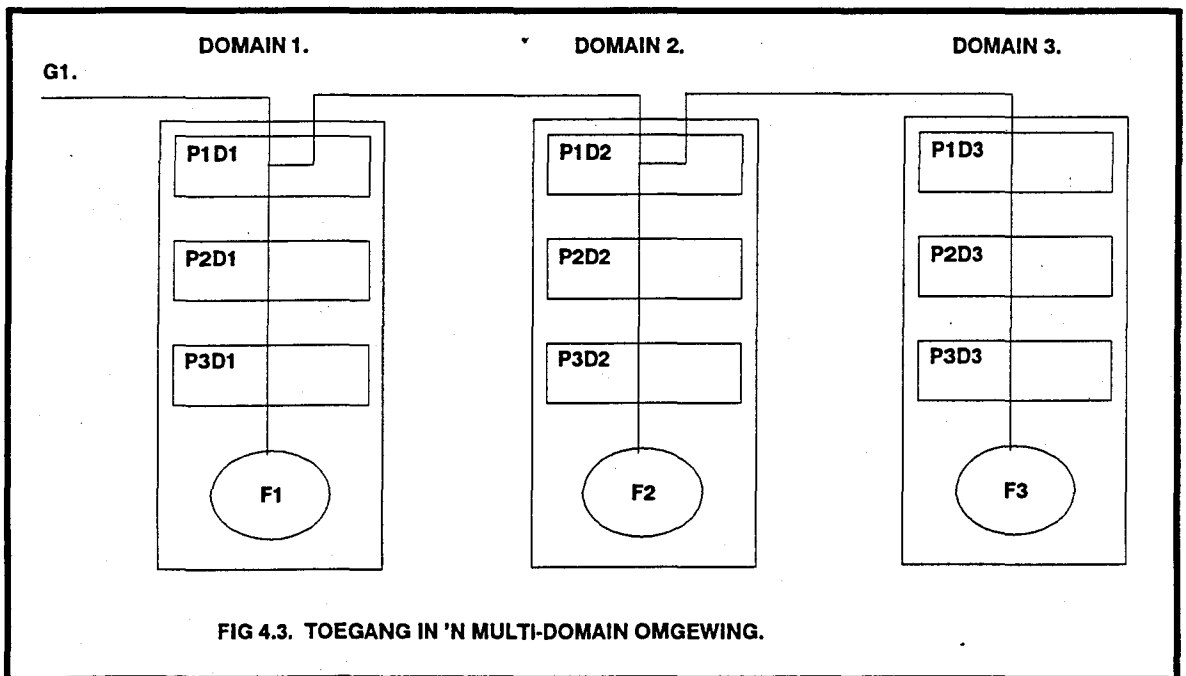 DOMAIN 1.
DOMAIN 2.
DOMAIN 3.
G1.
P1D1
P1D2
P1D3
P2D1
P2D2
P2D3
P3D1
P3D2
P3D3
F1
F2
F3
FIG 4.3. TOEGANG IN 'N MULTI-DOMAIN OMGEWING.